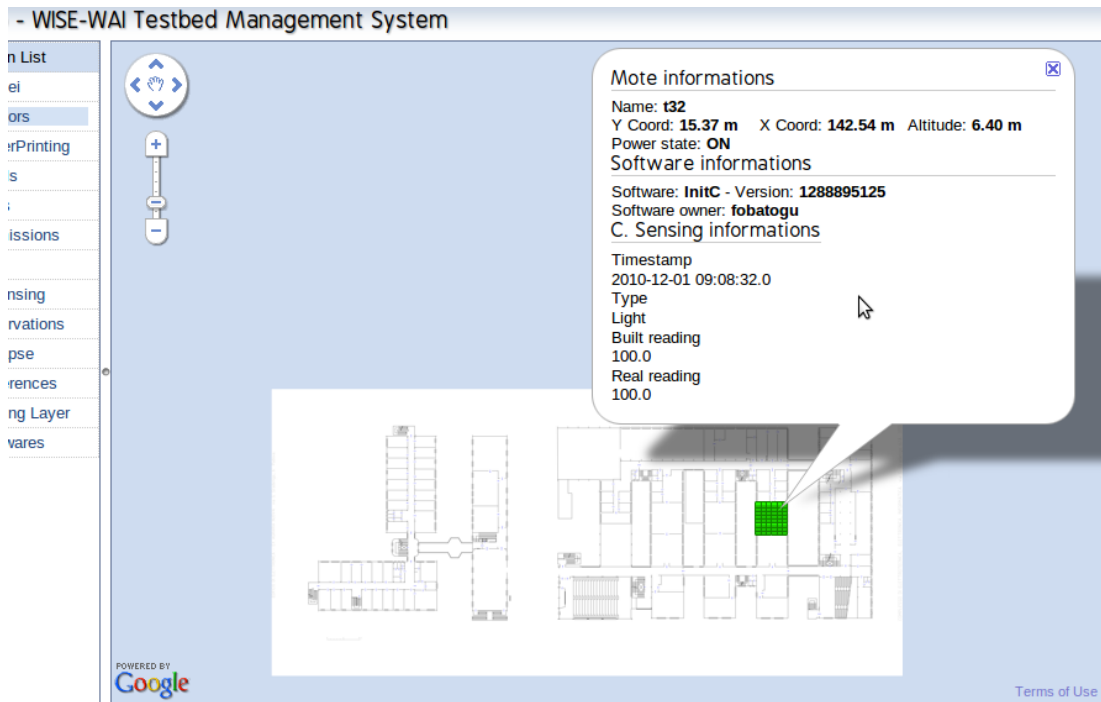 - WISE-WAI Testbed Management System
n List
ei
ors
erPrinting
ls
s
issions
nsing
rvations
pse
erences
ng Layer
wares
Mote informations
Name: t32
Y Coord: 15.37 m X Coord: 142.54 m Altitude: 6.40 m
Power state: ON
Software informations
Software: InitC - Version: 1288895125
Software owner: fobatogu
C. Sensing informations
Timestamp
2010-12-01 09:08:32.0
Type
Light
Built reading
100.0
Real reading
100.0
POWERED BY
Google
Terms of Use